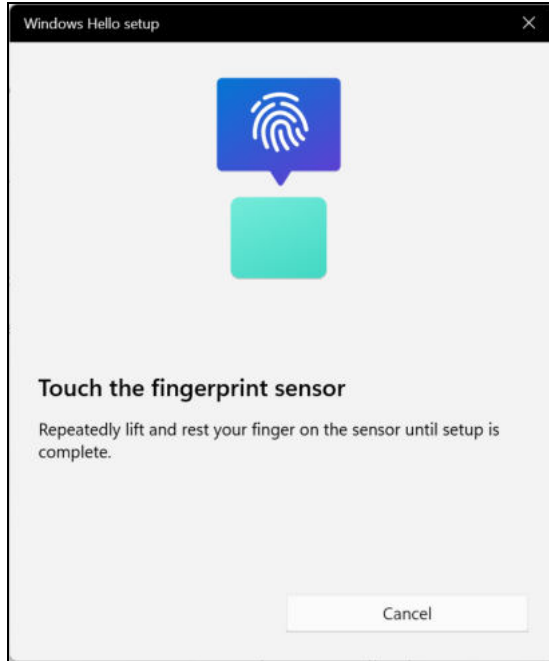 Windows Hello setup
Touch the fingerprint sensor
Repeatedly lift and rest your finger on the sensor until setup is
complete.
Cancel